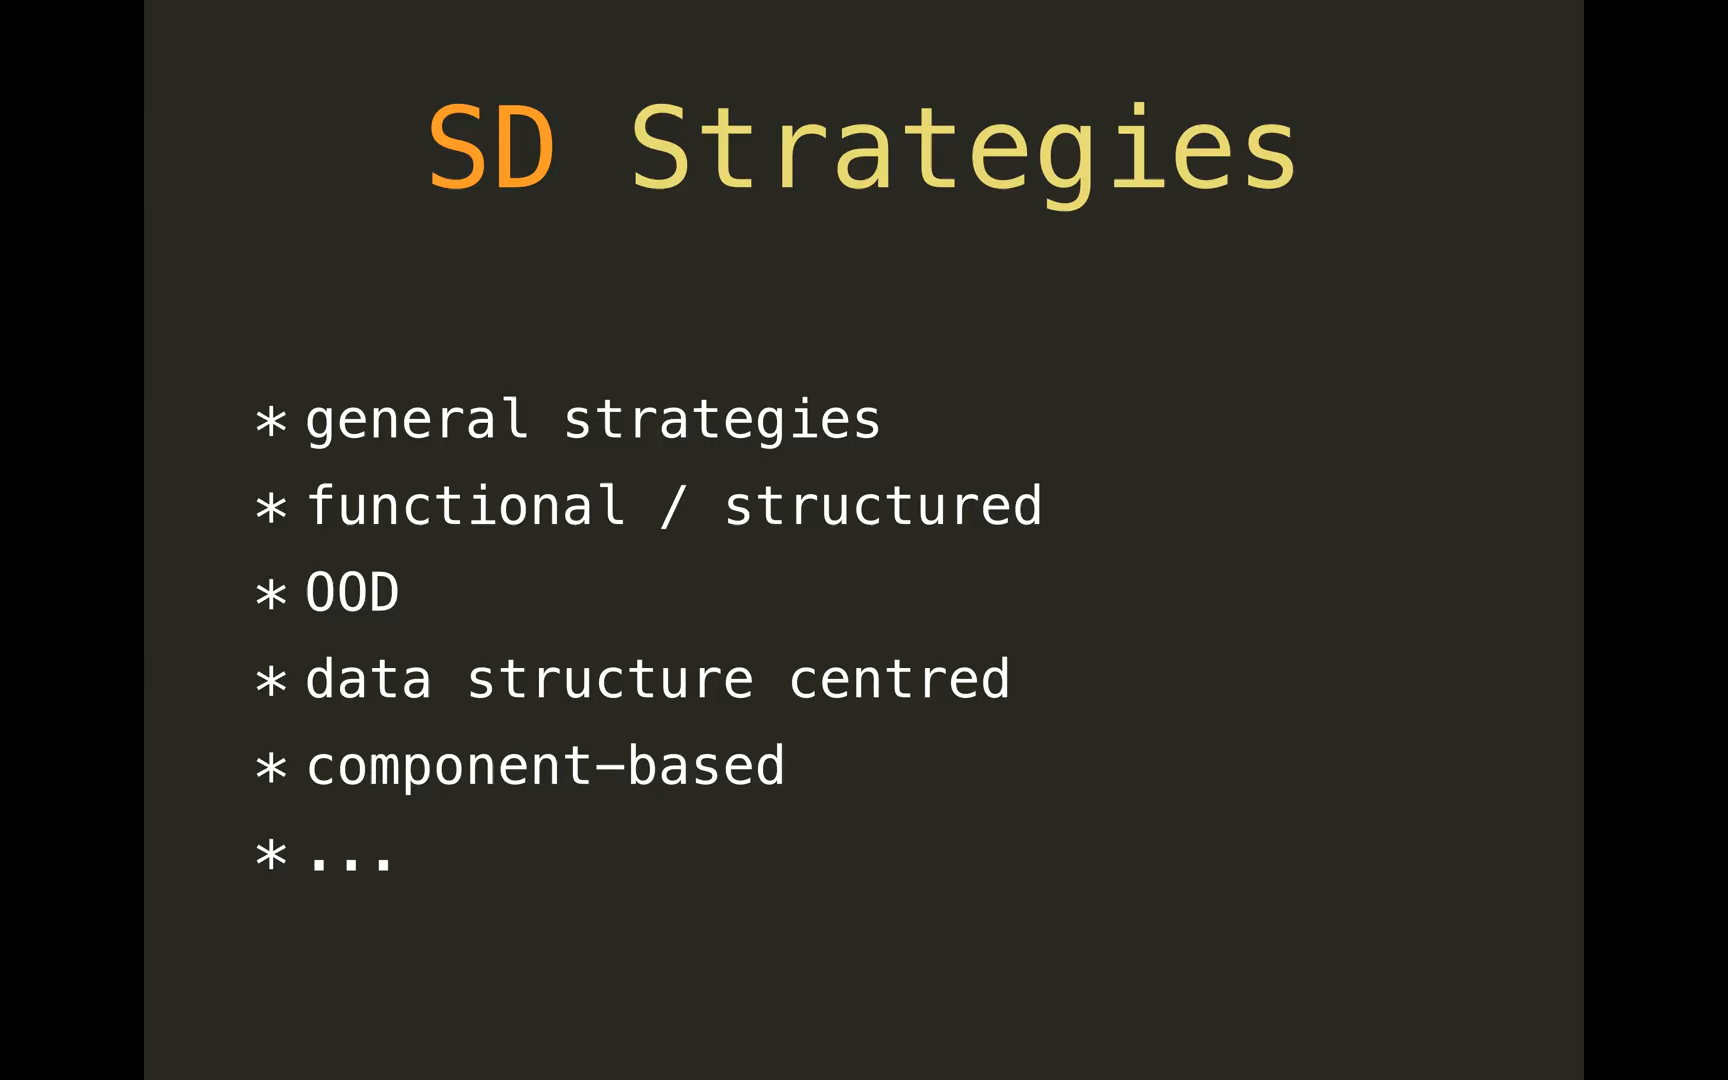 SD Strategies
* general strategies
* functional / structured
* OOD
* data structure centred
* component-based
* ...